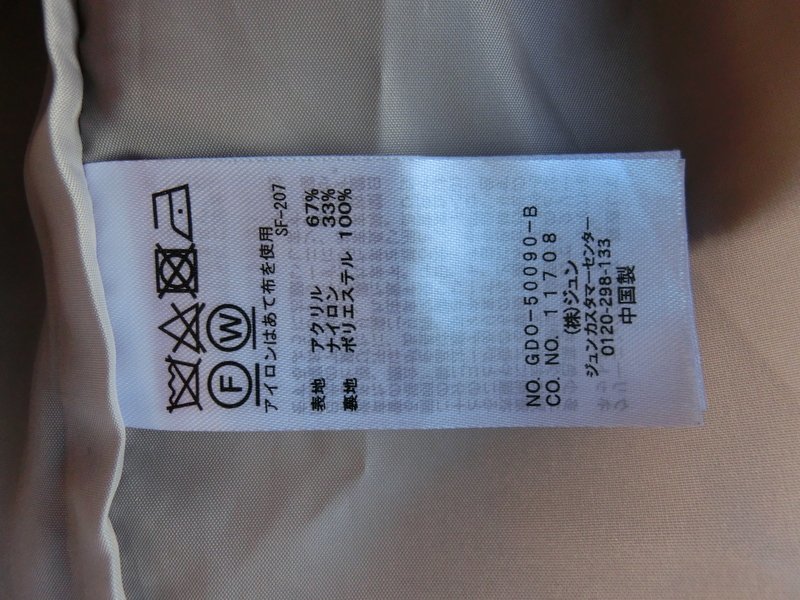 F W
アイロンはあて布を使用
SF-207
表地 アクリル 67%
ナイロン 33%
裏地 ポリエステル 100%
NO. GDO-50090-B
CO. NO. 11708
(株)ジュン
ジュンカスタマーセンター
0120-298-133
中国製